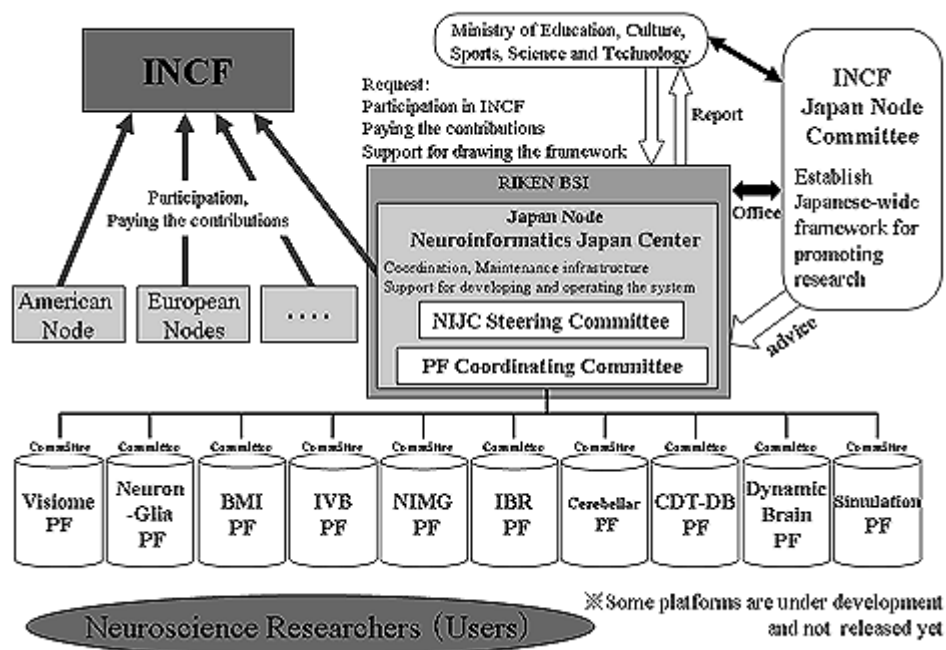 INCF
Ministry of Education, Culture,
Sports, Science and Technology
Request:
Participation in INCF
Paying the contributions
Support for drawing the framework
Report
INCF
Japan Node
Committee
Establish
Japanese-wide
framework for
promoting
research
Office
advice
Participation,
Paying the contributions
American
Node
European
Nodes
. . . .
RIKEN BSI
Japan Node
Neuroinformatics Japan Center
Coordination, Maintenance infrastructure
Support for developing and operating the system
NIJC Steering Committee
PF Coordinating Committee
Committee
Committee
Committee
Committee
Committee
Committee
Committee
Committee
Committee
Committee
Visiome
PF
Neuron
-Glia
PF
BMI
PF
IVB
PF
NIMG
PF
IBR
PF
Cerebellar
PF
CDT-DB
PF
Dynamic
Brain
PF
Simulation
PF
Neuroscience Researchers (Users)
※Some platforms are under development
and not released yet